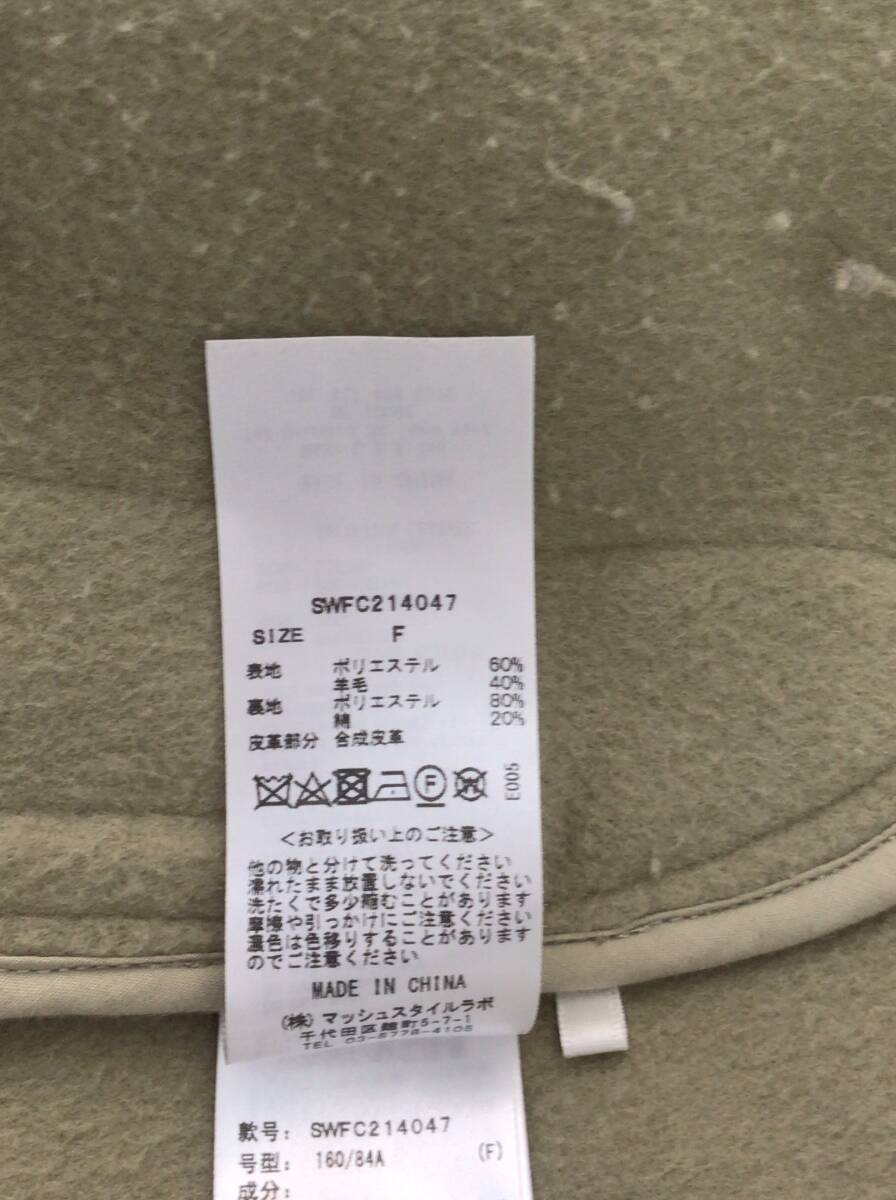 SWFC214047
SIZE F
表地 ポリエステル 60%
羊毛 40%
裏地 ポリエステル 80%
綿 20%
皮革部分 合成皮革
F W E005
<お取り扱い上のご注意>
他の物と分けて洗ってください
濡れたまま放置しないでください
洗たくで多少縮むことがあります
摩擦や引っかけにご注意ください
濃色は色移りすることがあります
のでご注意ください
MADE IN CHINA
(株)マッシュスタイルラボ
千代田区麹町5-7-1
TEL 03-5778-4105
款号: SWFC214047
号型: 160/84A (F)
成分: